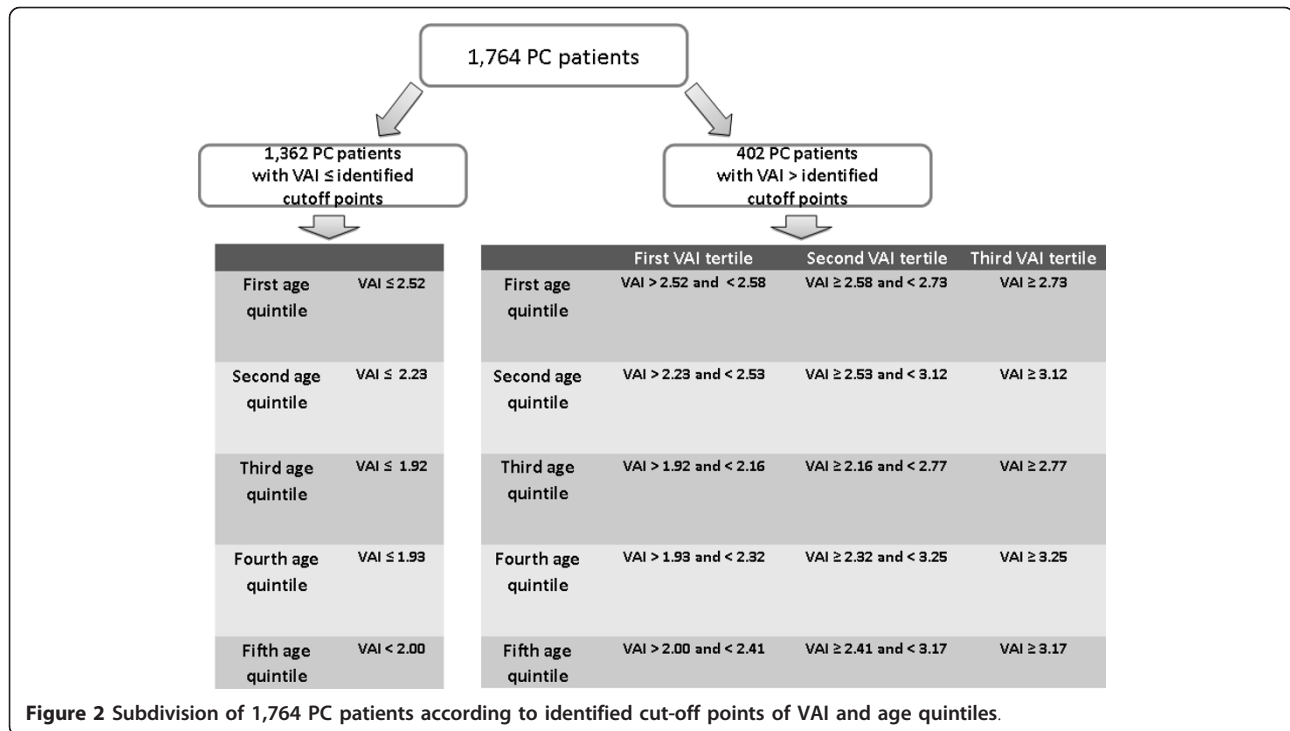 1,764 PC patients
1,362 PC patients
with VAI ≤ identified
cutoff points
402 PC patients
with VAI > identified
cutoff points
First age VAI ≤ 2.52
quintile
Second age VAI ≤ 2.23
quintile
Third age VAI ≤ 1.92
quintile
Fourth age VAI ≤ 1.93
quintile
Fifth age VAI < 2.00
quintile
First VAI tertile Second VAI tertile Third VAI tertile
First age VAI > 2.52 and < 2.58 VAI ≥ 2.58 and < 2.73 VAI ≥ 2.73
quintile
Second age VAI > 2.23 and < 2.53 VAI ≥ 2.53 and < 3.12 VAI ≥ 3.12
quintile
Third age VAI > 1.92 and < 2.16 VAI ≥ 2.16 and < 2.77 VAI ≥ 2.77
quintile
Fourth age VAI > 1.93 and < 2.32 VAI ≥ 2.32 and < 3.25 VAI ≥ 3.25
quintile
Fifth age VAI > 2.00 and < 2.41 VAI ≥ 2.41 and < 3.17 VAI ≥ 3.17
quintile
Figure 2 Subdivision of 1,764 PC patients according to identified cut-off points of VAI and age quintiles.